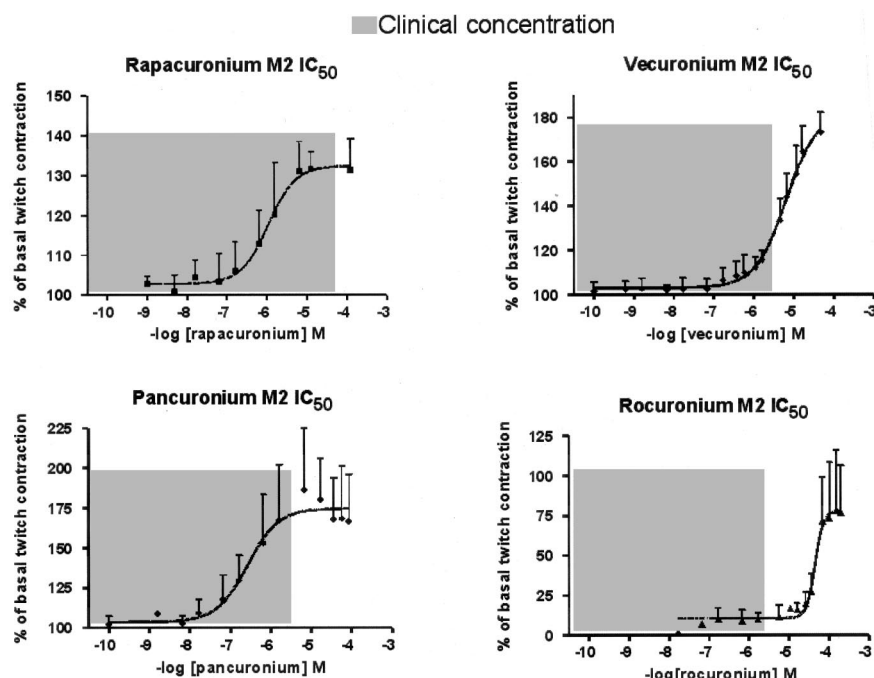 Clinical concentration
Rapacuronium M2 IC50
% of basal twitch contraction
150
140
130
120
110
100
-10 -9 -8 -7 -6 -5 -4 -3
-log [rapacuronium] M
Vecuronium M2 IC50
% of basal twitch contraction
180
160
140
120
100
-10 -9 -8 -7 -6 -5 -4 -3
-log [vecuronium] M
Pancuronium M2 IC50
% of basal twitch contraction
225
200
175
150
125
100
-10 -9 -8 -7 -6 -5 -4 -3
-log [pancuronium] M
Rocuronium M2 IC50
% of basal twitch contraction
125
100
75
50
25
0
-10 -9 -8 -7 -6 -5 -4 -3
-log[rocuronium] M